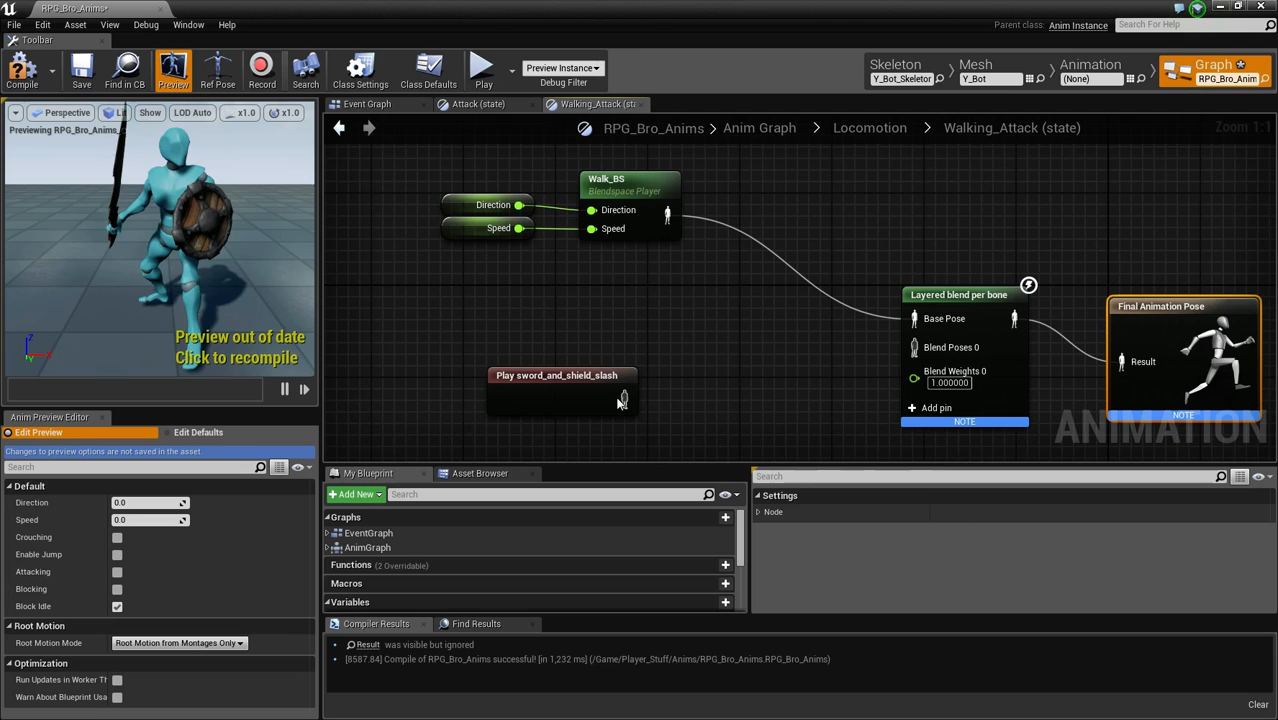 RPG_Bro_Anims*
File Edit Asset View Debug Window Help
Parent class: Anim Instance Search For Help
Toolbar
Compile Save Find in CB Preview Ref Pose Record Search Class Settings Class Defaults Play Preview Instance Debug Filter
Skeleton Y_Bot_Skeletor Mesh Y_Bot Animation (None) Graph RPG_Bro_Anim
Perspective Lit Show LOD Auto x1.0 x1.0
Previewing RPG_Bro_Anims_
Preview out of date
Click to recompile
Z
X
Event Graph Attack (state) Walking_Attack (sta
RPG_Bro_Anims > Anim Graph > Locomotion > Walking_Attack (state)
Zoom 1:1
Walk_BS
Blendspace Player
Direction Direction
Speed Speed
Layered blend per bone
Base Pose
Blend Poses 0
Blend Weights 0
1.000000
Add pin
NOTE
Final Animation Pose
Result
NOTE
Play sword_and_shield_slash
ANIMATION
Anim Preview Editor
Edit Preview Edit Defaults
Changes to preview options are not saved in the asset.
Search
Default
Direction 0.0
Speed 0.0
Crouching
Enable Jump
Attacking
Blocking
Block Idle
Root Motion
Root Motion Mode Root Motion from Montages Only
Optimization
Run Updates in Worker Th
Warn About Blueprint Usa
My Blueprint Asset Browser
+Add New Search
Graphs
EventGraph
AnimGraph
Functions (2 Overridable)
Macros
Variables
Search
Settings
Node
Compiler Results Find Results
Result was visible but ignored
[8587.84] Compile of RPG_Bro_Anims successful! [in 1,232 ms] (/Game/Player_Stuff/Anims/RPG_Bro_Anims.RPG_Bro_Anims)
Clear